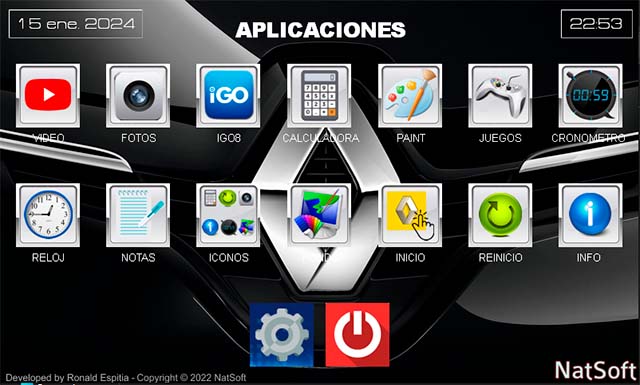 15 ene. 2024
APLICACIONES
22:53
iGO
00:59
VIDEO
FOTOS
IGO8
CALCULADORA
PAINT
JUEGOS
CRONOMETRO
RELOJ
NOTAS
ICONOS
INICIO
REINICIO
INFO
Developed by Ronald Espitia - Copyright © 2022 NatSoft
NatSoft